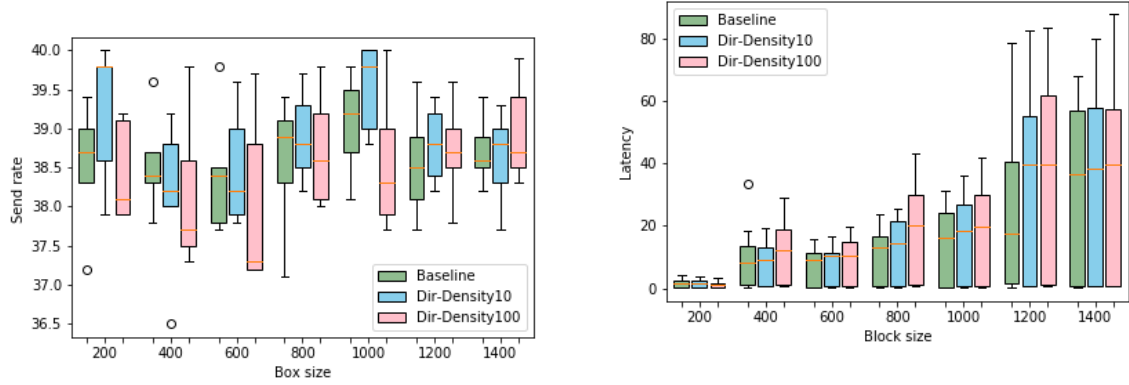 40.0
39.5
39.0
38.5
38.0
37.5
37.0
36.5
Send rate
200 400 600 800 1000 1200 1400
Box size
Baseline
Dir-Density10
Dir-Density100
80
60
40
20
0
Latency
200 400 600 800 1000 1200 1400
Block size
Baseline
Dir-Density10
Dir-Density100